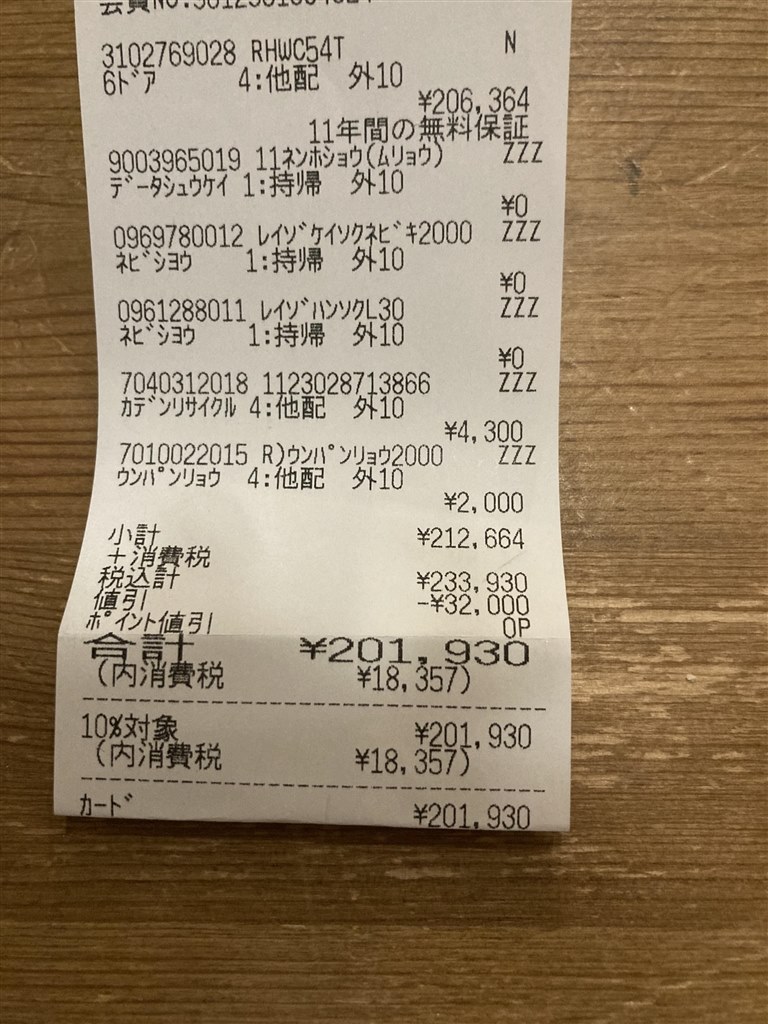 3102769028 RHWC54T N
6ﾄﾞｱ 4:他配 外10
¥206,364
11年間の無料保証
9003965019 11ﾈﾝﾎｼｮｳ(ﾑﾘｮｳ) ZZZ
ﾃﾞｰﾀｼｭｳｹｲ 1:持帰 外10
¥0
0969780012 ﾚｲｿﾞｹｲｿｸﾈﾋﾞｷ2000 ZZZ
ﾈﾋﾞｼﾖｳ 1:持帰 外10
¥0
0961288011 ﾚｲｿﾞﾊﾝｿｸL30 ZZZ
ﾈﾋﾞｼﾖｳ 1:持帰 外10
¥0
7040312018 1123028713866 ZZZ
ｶﾃﾞﾝﾘｻｲｸﾙ 4:他配 外10
¥4,300
7010022015 R)ｳﾝﾊﾟﾝﾘｮｳ2000 ZZZ
ｳﾝﾊﾟﾝﾘｮｳ 4:他配 外10
¥2,000
小計 ¥212,664
＋消費税
税込計 ¥233,930
値引 -¥32,000
ﾎﾟｲﾝﾄ値引 0P
合計 ¥201,930
(内消費税 ¥18,357)
10%対象 ¥201,930
(内消費税 ¥18,357)
ｶｰﾄﾞ ¥201,930